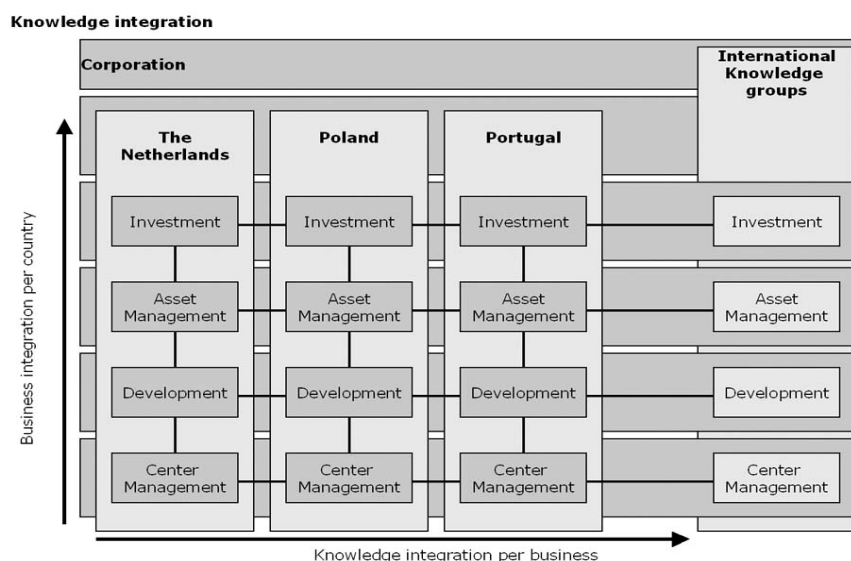 Knowledge integration
Corporation
International
Knowledge
groups
The
Netherlands
Poland
Portugal
Business integration per country
Investment
Investment
Investment
Investment
Asset
Management
Asset
Management
Asset
Management
Asset
Management
Development
Development
Development
Development
Center
Management
Center
Management
Center
Management
Center
Management
Knowledge integration per business